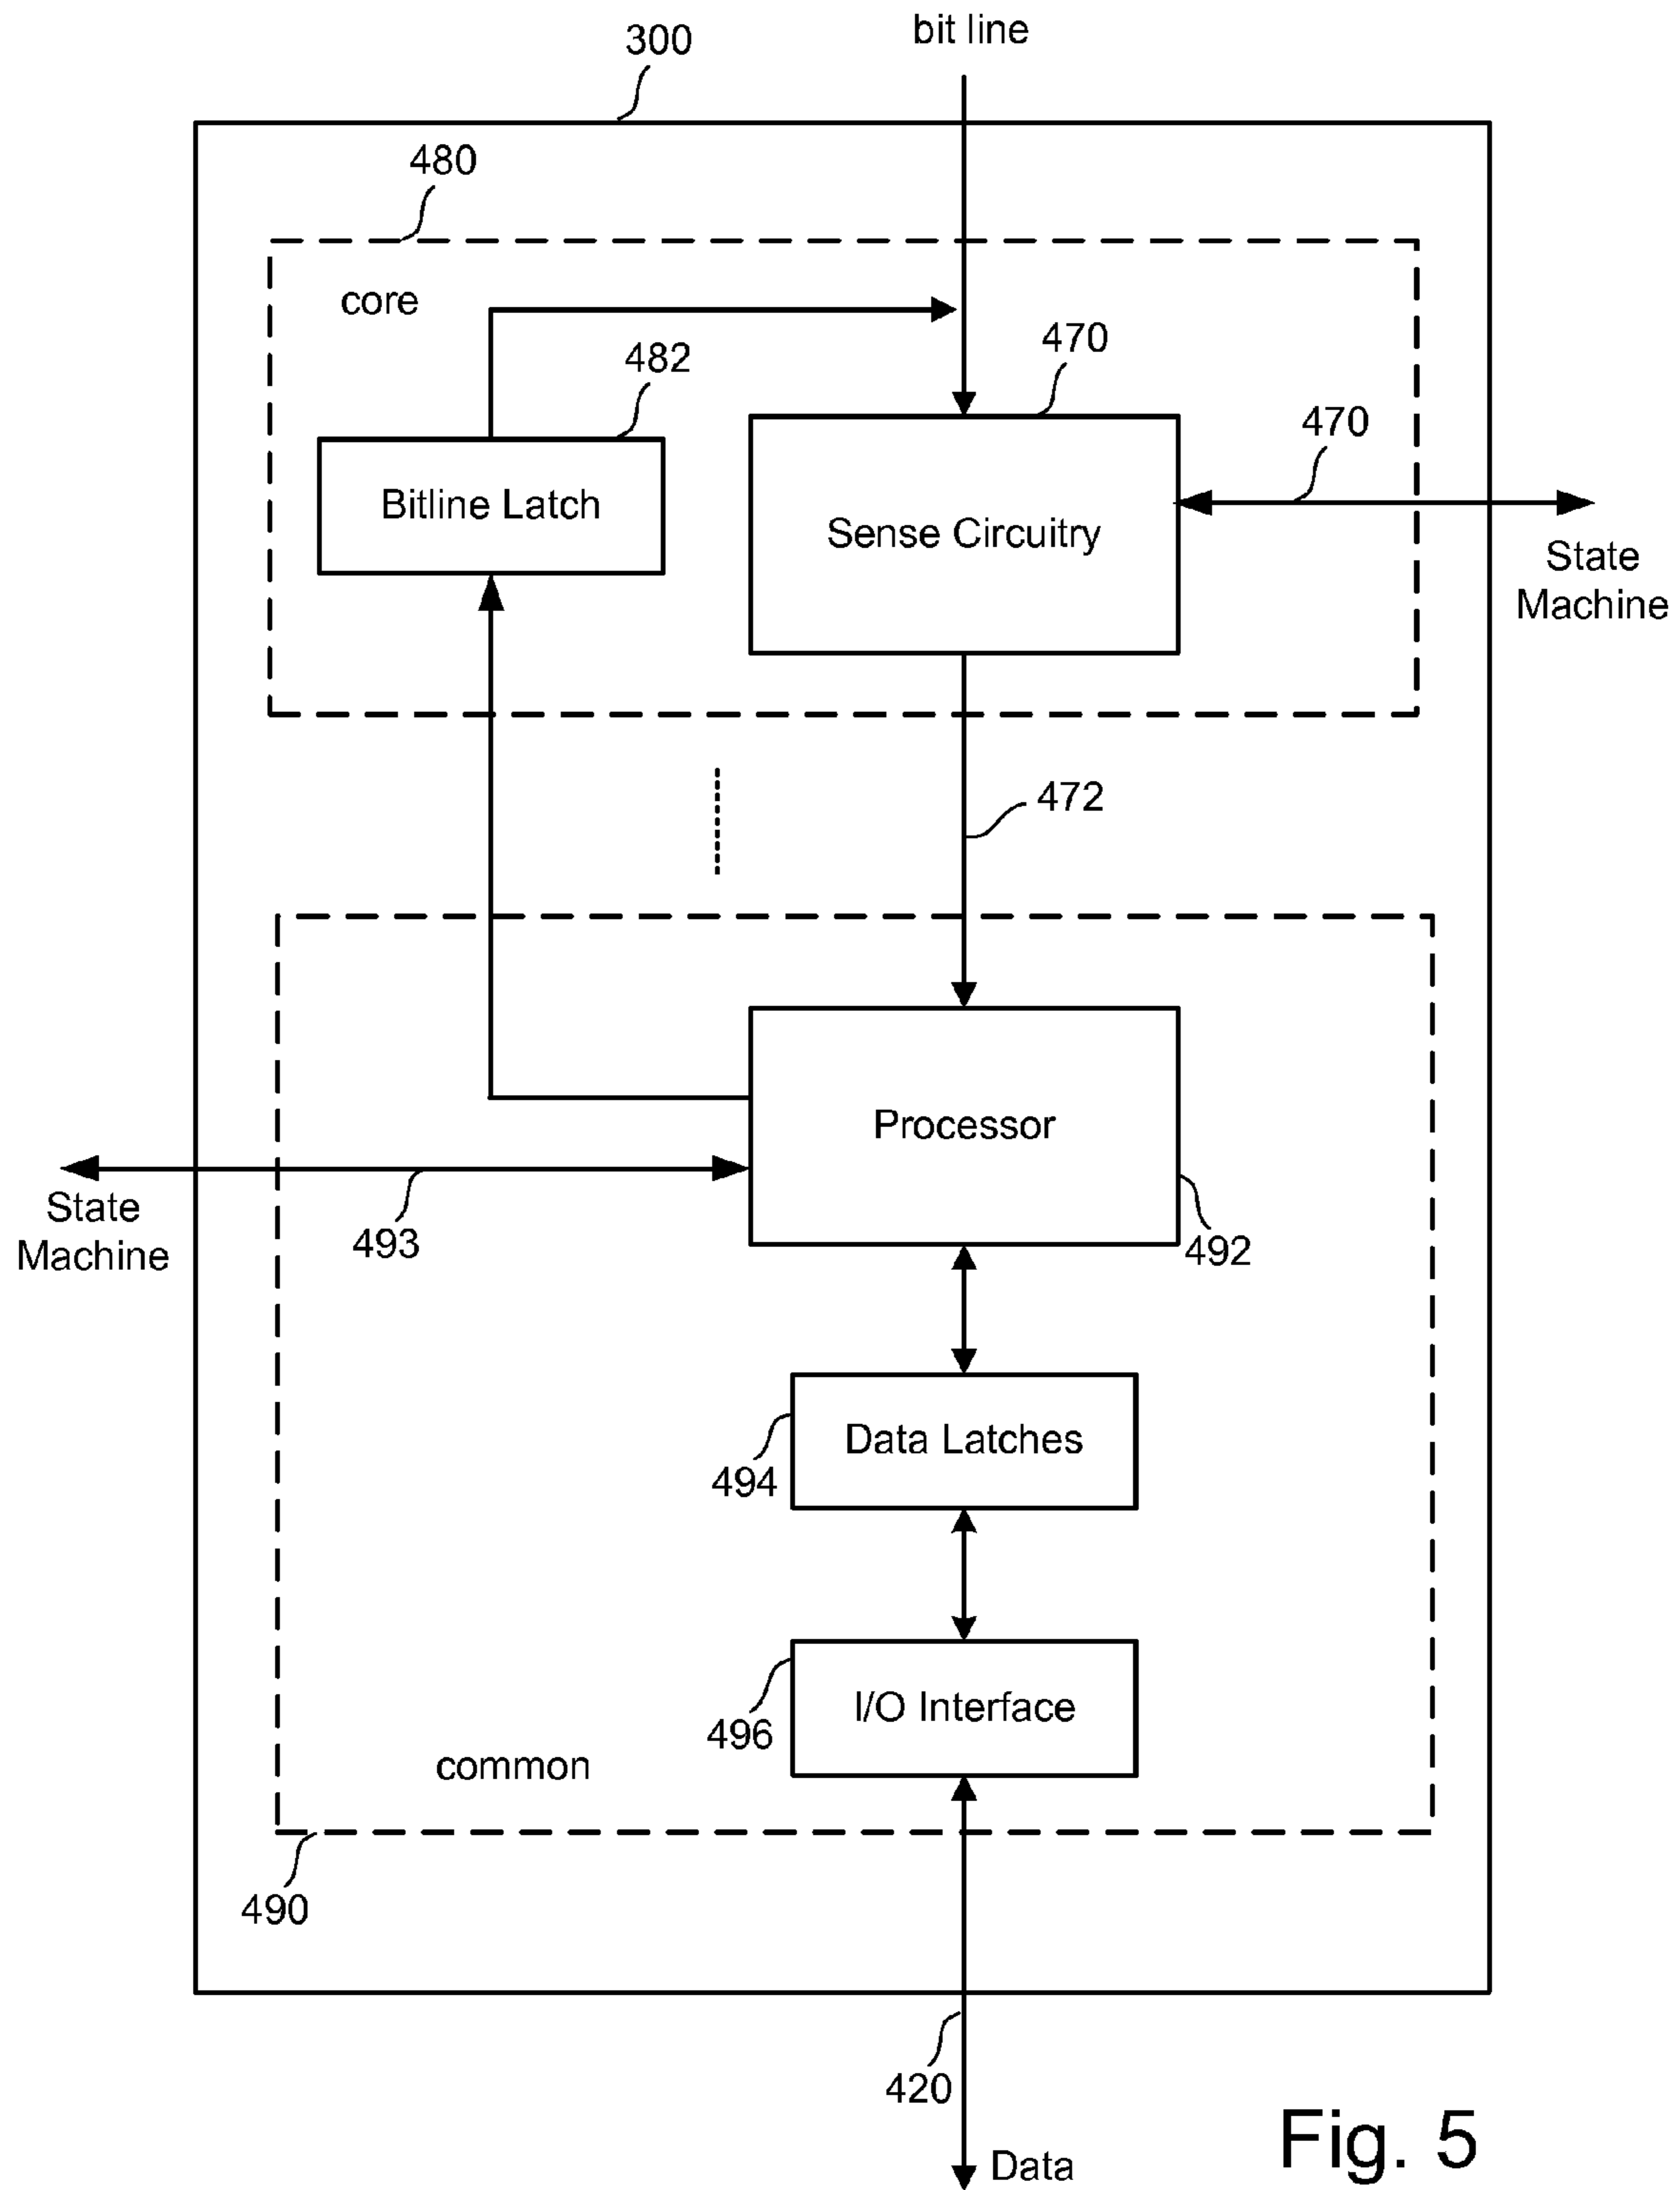 bit line
300
480
core
482
470
470
Bitline Latch
Sense Circuitry
State
Machine
472
Processor
State
Machine
493
492
Data Latches
494
I/O Interface
496
common
490
420
Data
Fig. 5